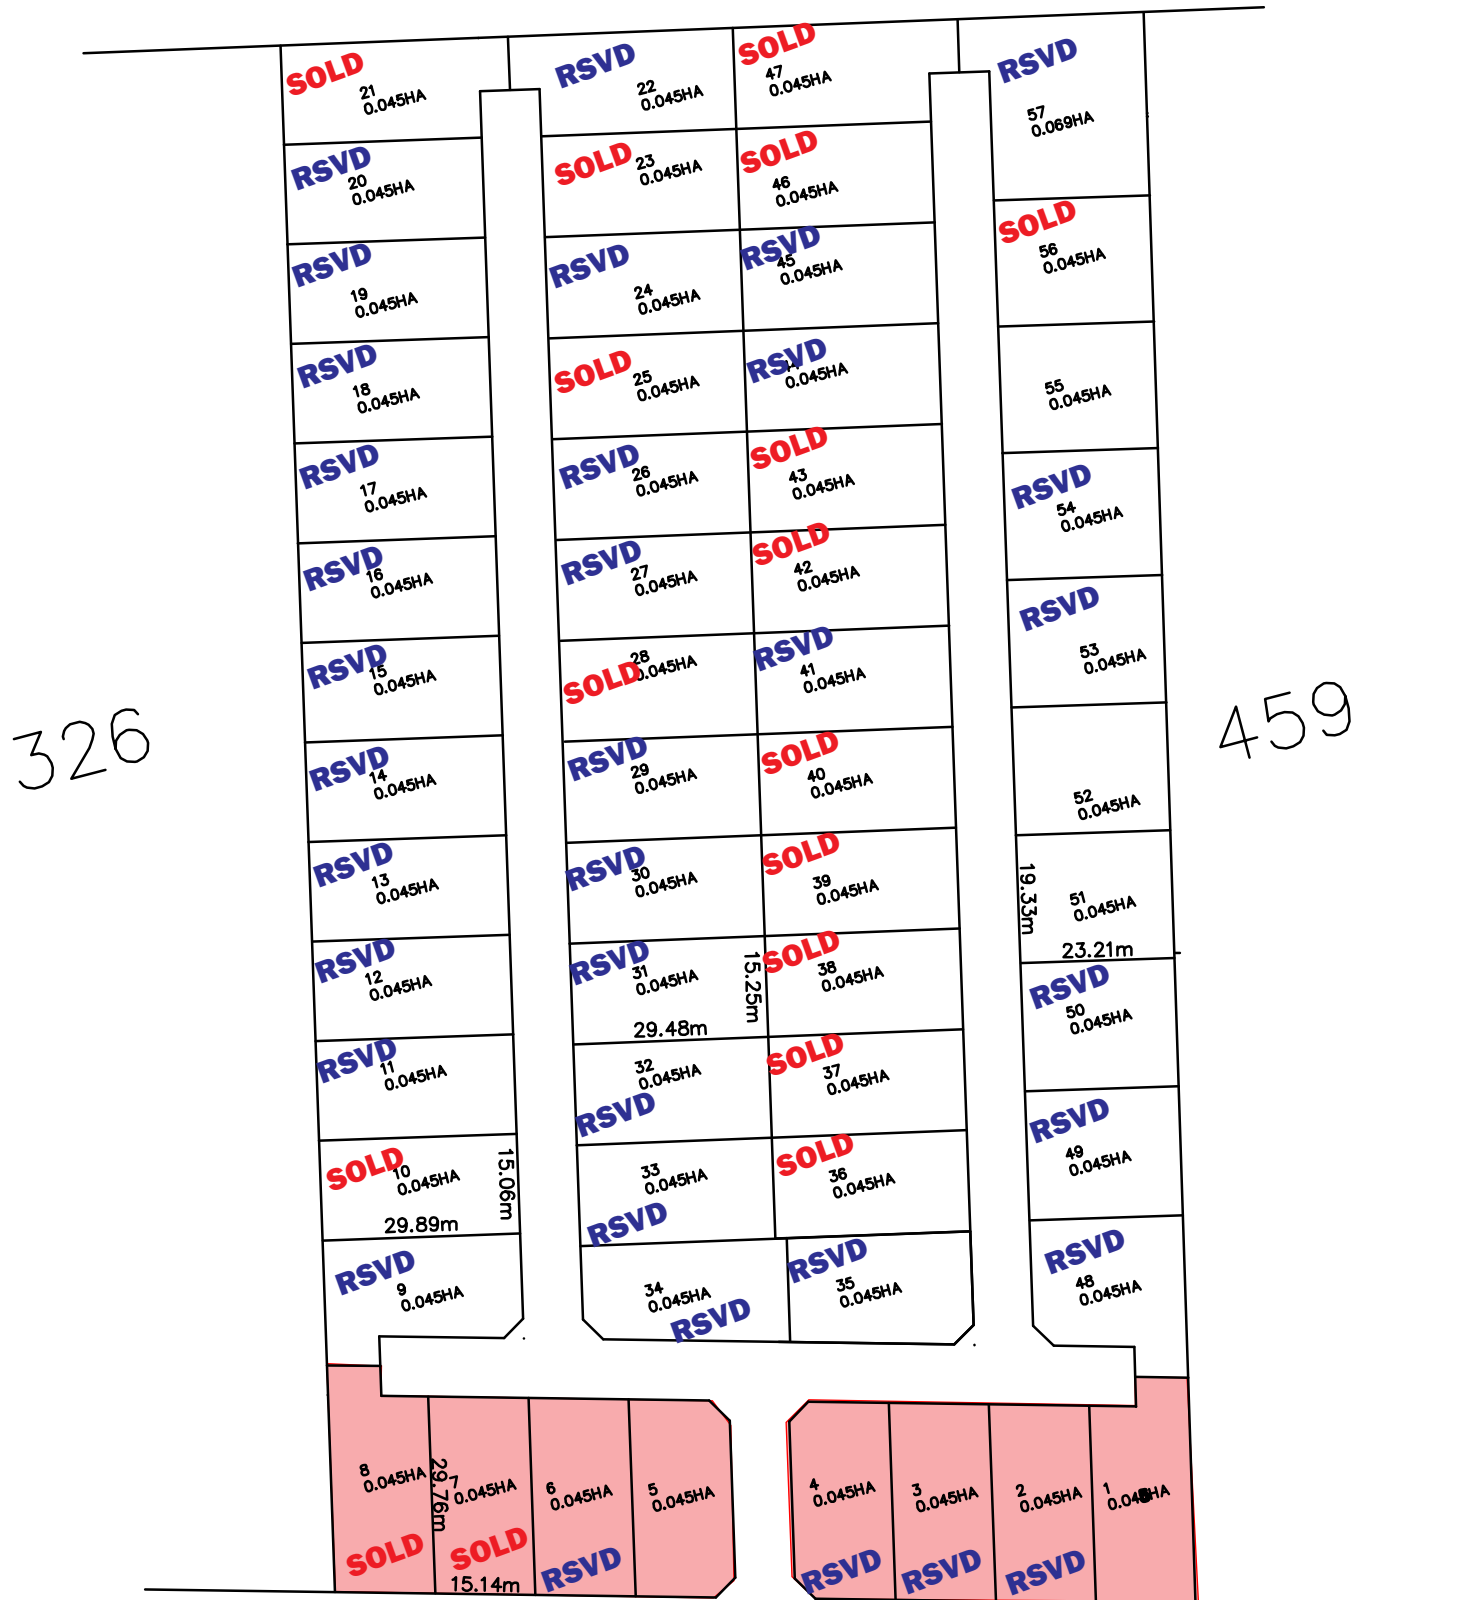 SOLD
21
0.045HA
RSVD
22
0.045HA
SOLD
47
0.045HA
RSVD
57
0.069HA
RSVD
20
0.045HA
SOLD
23
0.045HA
SOLD
46
0.045HA
SOLD
56
0.045HA
RSVD
19
0.045HA
RSVD
24
0.045HA
RSVD
45
0.045HA
RSVD
18
0.045HA
SOLD
25
0.045HA
RSVD
0.045HA
55
0.045HA
RSVD
17
0.045HA
RSVD
26
0.045HA
SOLD
43
0.045HA
RSVD
54
0.045HA
RSVD
16
0.045HA
RSVD
27
0.045HA
SOLD
42
0.045HA
RSVD
53
0.045HA
RSVD
15
0.045HA
SOLD
28
0.045HA
RSVD
41
0.045HA
326
459
RSVD
14
0.045HA
RSVD
29
0.045HA
SOLD
40
0.045HA
52
0.045HA
RSVD
13
0.045HA
RSVD
30
0.045HA
SOLD
39
0.045HA
19.33m
51
0.045HA
23.21m
RSVD
12
0.045HA
RSVD
31
0.045HA
29.48m
15.25m
SOLD
38
0.045HA
RSVD
50
0.045HA
RSVD
11
0.045HA
32
0.045HA
RSVD
SOLD
37
0.045HA
RSVD
49
0.045HA
SOLD
10
0.045HA
29.89m
15.06m
33
0.045HA
RSVD
SOLD
36
0.045HA
RSVD
9
0.045HA
34
0.045HA
RSVD
RSVD
35
0.045HA
RSVD
48
0.045HA
8
0.045HA
SOLD
29.76m
7
0.045HA
SOLD
15.14m
6
0.045HA
RSVD
5
0.045HA
4
0.045HA
RSVD
3
0.045HA
RSVD
2
0.045HA
RSVD
1